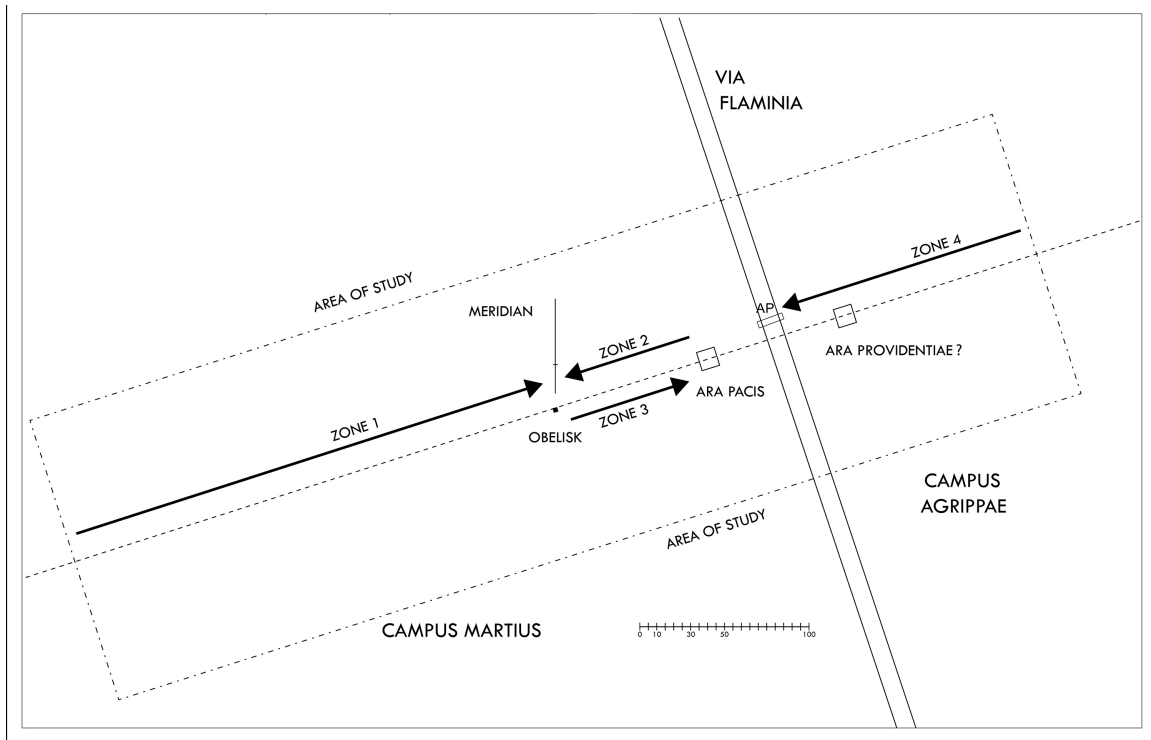 VIA
FLAMINIA
ZONE 4
AREA OF STUDY
MERIDIAN
AP
ZONE 2
ARA PROVIDENTIAE ?
ARA PACIS
ZONE 3
ZONE 1
OBELISK
CAMPUS
AGRIPPAE
AREA OF STUDY
CAMPUS MARTIUS
0 10 30 50 100